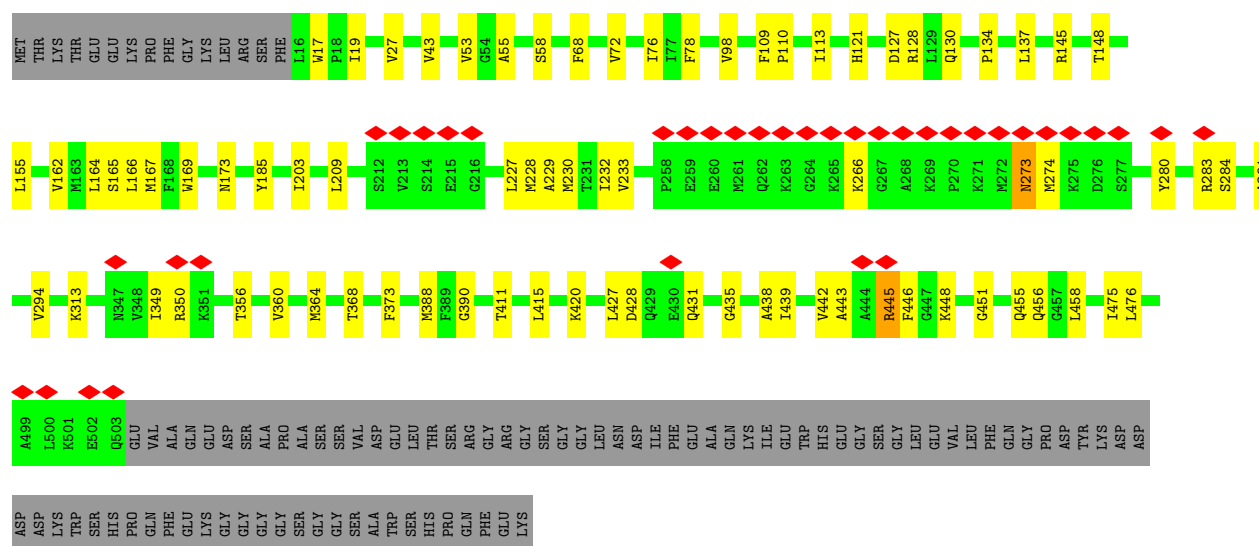 MET THR LYS THR GLU GLU LYS PRO PHE GLY LYS LEU ARG SER PHE L16 W17 P18 I19 V27 V43 V53 G54 A55 S58 F68 V72 I76 I77 F78 V98 F109 P110 I113 H121 D127 R128 L129 Q130 P134 L137 R145 T148
L155 V162 M163 L164 S165 L166 M167 F168 W169 N173 Y185 I203 L209 S212 V213 S214 E215 G216 L227 M228 A229 M230 T231 I232 V233 P258 E259 E260 M261 Q262 K263 G264 K265 K266 G267 A268 K269 P270 K271 M272 N273 M274 K275 D276 S277 Y280 R283 S284
V294 K313 N347 V348 I349 R350 K351 T356 V360 M364 T368 F373 M388 F389 G390 T411 L415 K420 L427 D428 Q429 E430 Q431 G435 A438 I439 V442 A443 A444 R445 F446 G447 K448 G451 Q455 Q456 G457 L458 I475 L476
A499 L500 K501 E502 Q503 GLU VAL ALA GLN GLU ASP SER ALA PRO ALA SER SER VAL ASP GLU LEU THR SER ARG GLY ARG GLY SER GLY GLY LEU ASN ASP ILE PHE GLU ALA GLN LYS ILE GLU TRP HIS GLU GLY SER GLY LEU GLU VAL LEU PHE GLN GLY PRO ASP TYR LYS ASP ASP
ASP ASP LYS TRP SER HIS PRO GLN PHE GLU LYS GLY GLY GLY GLY SER GLY GLY SER ALA TRP SER HIS PRO GLN PHE GLU LYS